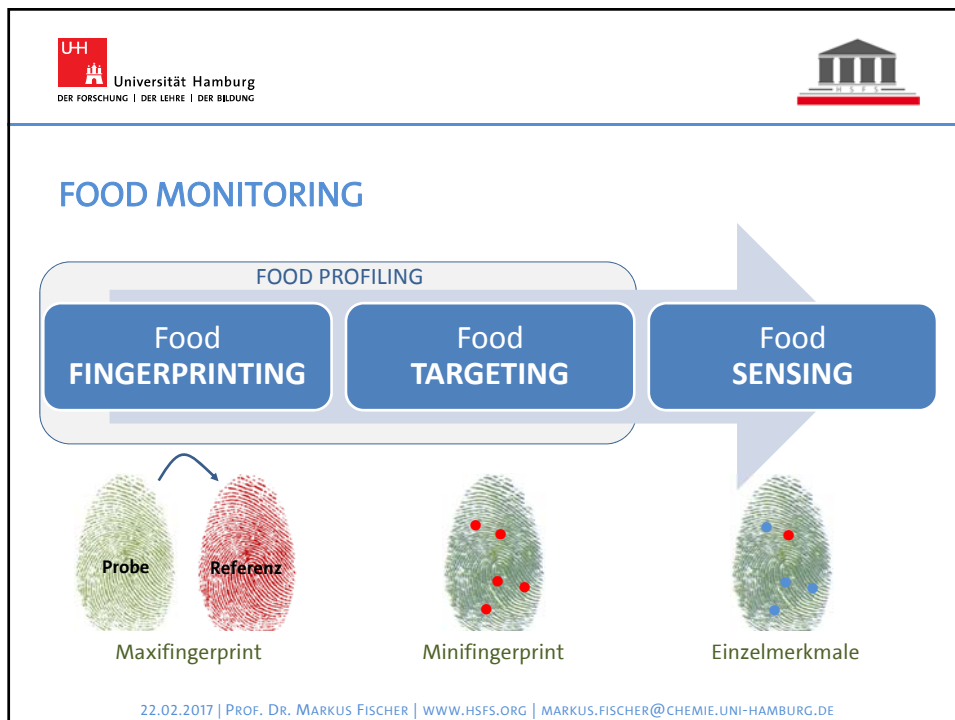 UH
Universität Hamburg
DER FORSCHUNG | DER LEHRE | DER BILDUNG
HSFS
FOOD MONITORING
FOOD PROFILING
Food
FINGERPRINTING
Food
TARGETING
Food
SENSING
Probe
Referenz
Maxifingerprint
Minifingerprint
Einzelmerkmale
22.02.2017 | PROF. DR. MARKUS FISCHER | WWW.HSFS.ORG | MARKUS.FISCHER@CHEMIE.UNI-HAMBURG.DE